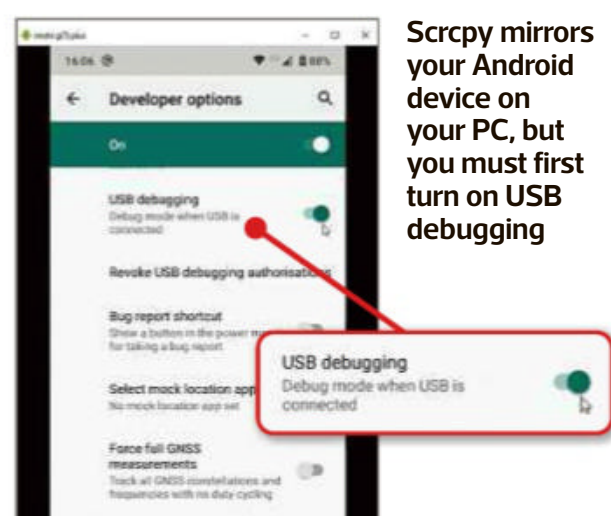 Scrcpy mirrors
your Android
device on
your PC, but
you must first
turn on USB
debugging
16:06
88%
Developer options
On
USB debugging
Debug mode when USB is
connected
Revoke USB debugging authorisations
Bug report shortcut
Show a button in the power
for taking a bug report
Select mock location app
No mock location app set
Force full GNSS
measurements
Track all GNSS constellations and
frequencies with no duty cycling
USB debugging
Debug mode when USB is
connected